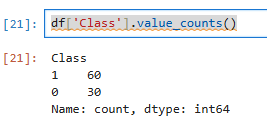 [21]: df['Class'].value_counts()
[21]: Class
1    60
0    30
Name: count, dtype: int64